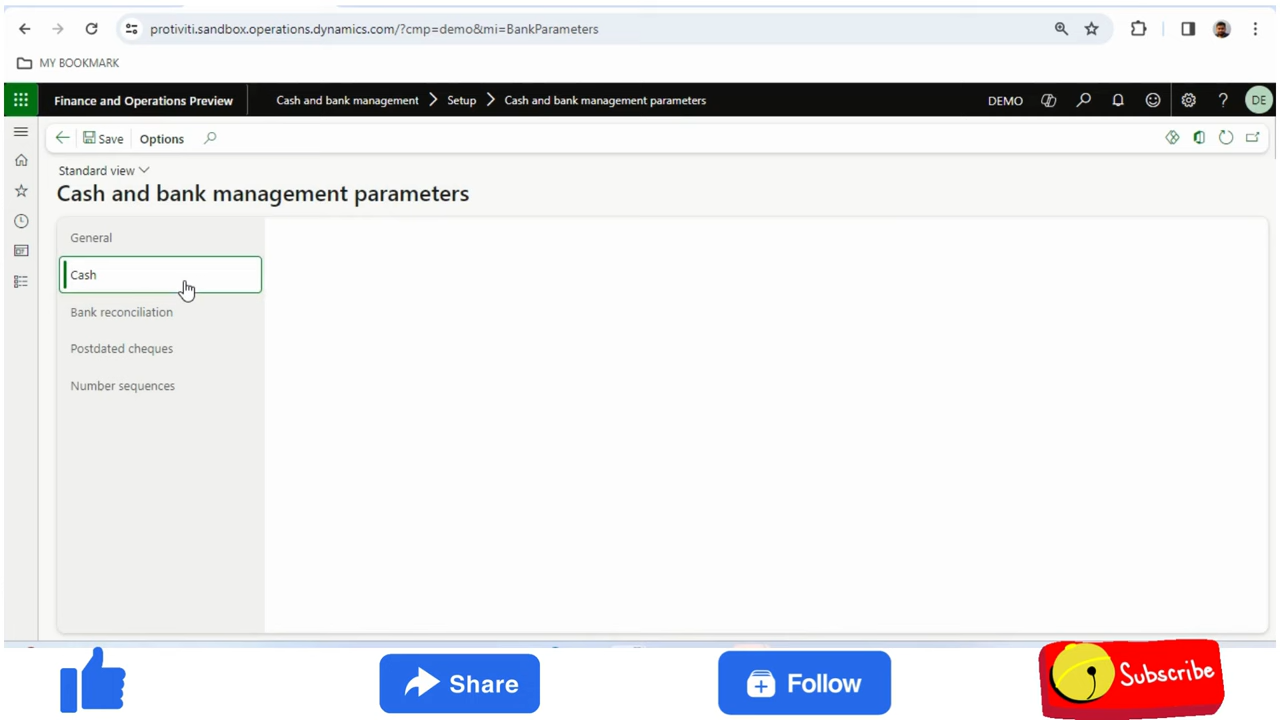 protiviti.sandbox.operations.dynamics.com/?cmp=demo&mi=BankParameters
MY BOOKMARK
Finance and Operations Preview
Cash and bank management
Setup
Cash and bank management parameters
DEMO
?
DE
Save
Options
Standard view
Cash and bank management parameters
General
Cash
Bank reconciliation
Postdated cheques
Number sequences
Share
Follow
Subscribe